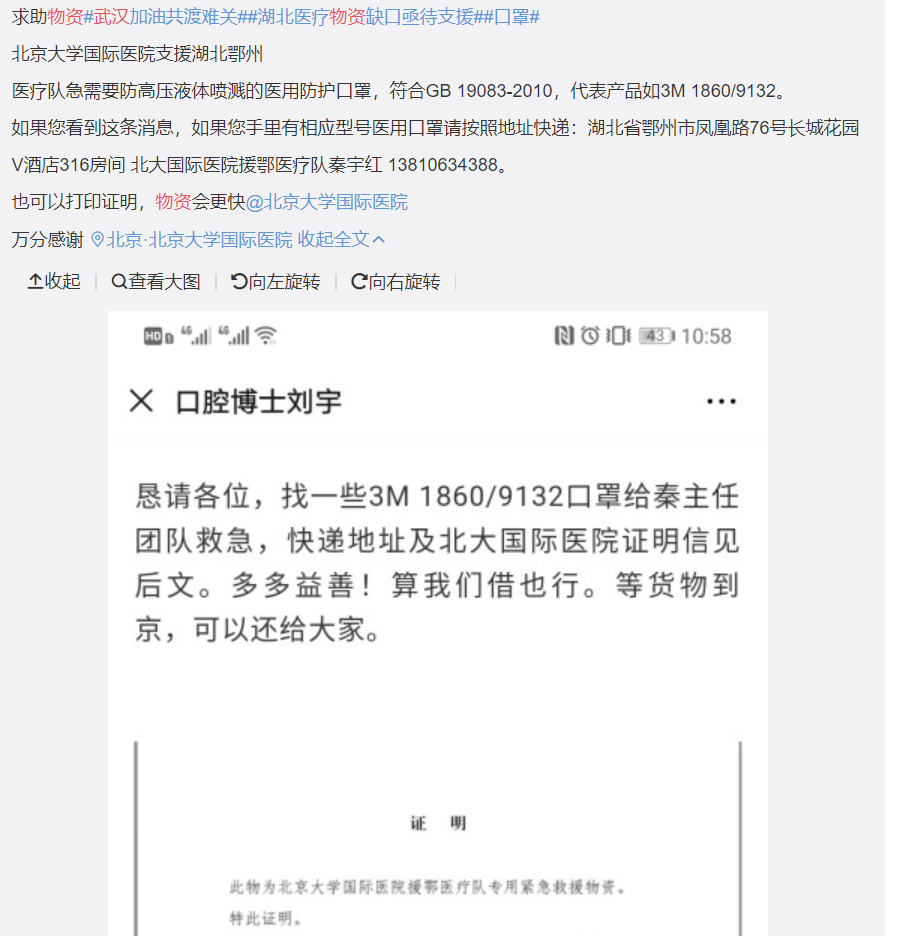 求助物资#武汉加油共渡难关##湖北医疗物资缺口亟待支援##口罩#
北京大学国际医院支援湖北鄂州
医疗队急需要防高压液体喷溅的医用防护口罩，符合GB 19083-2010，代表产品如3M 1860/9132。
如果您看到这条消息，如果您手里有相应型号医用口罩请按照地址快递：湖北省鄂州市凤凰路76号长城花园
V酒店316房间 北大国际医院援鄂医疗队秦宇红 13810634388。
也可以打印证明，物资会更快@北京大学国际医院
万分感谢 北京·北京大学国际医院 收起全文
收起 查看大图 向左旋转 向右旋转
HD 4G 4G 43 10:58
口腔博士刘宇
恳请各位，找一些3M 1860/9132口罩给秦主任
团队救急，快递地址及北大国际医院证明信见
后文。多多益善！算我们借也行。等货物到
京，可以还给大家。
证 明
此物为北京大学国际医院援鄂医疗队专用紧急救援物资。
特此证明。